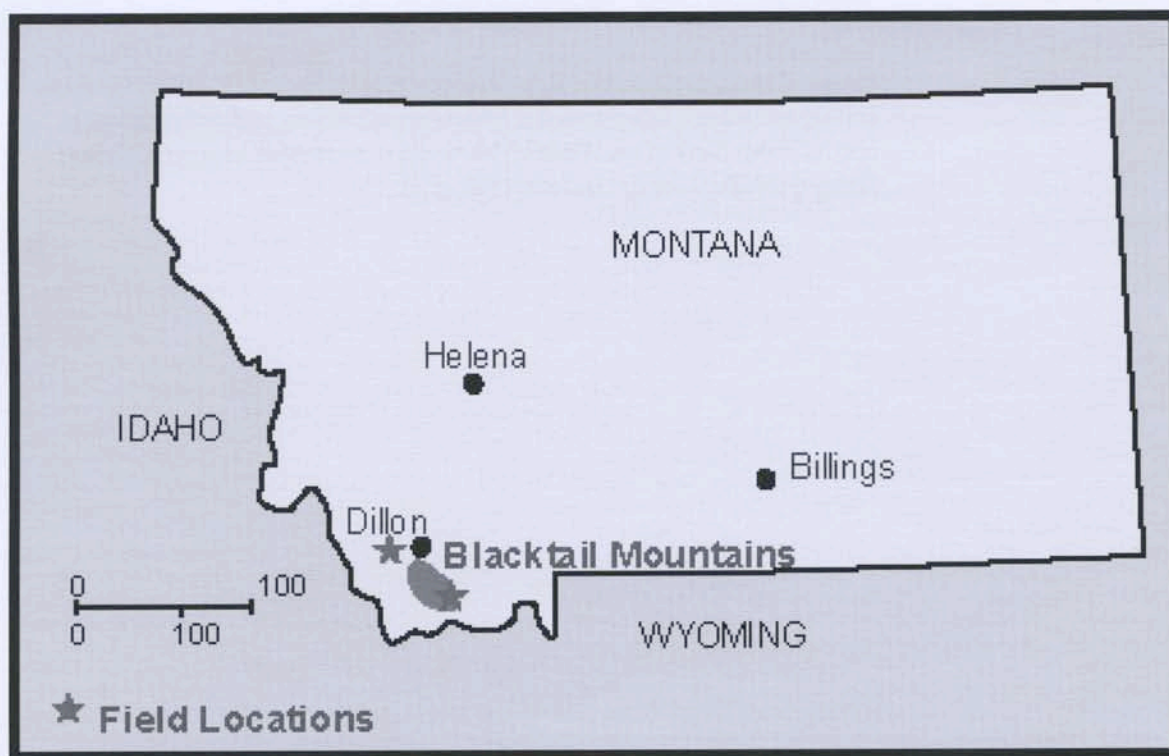 MONTANA
Helena
IDAHO
Billings
Dillon
Blacktail Mountains
0 100
0 100
WYOMING
Field Locations